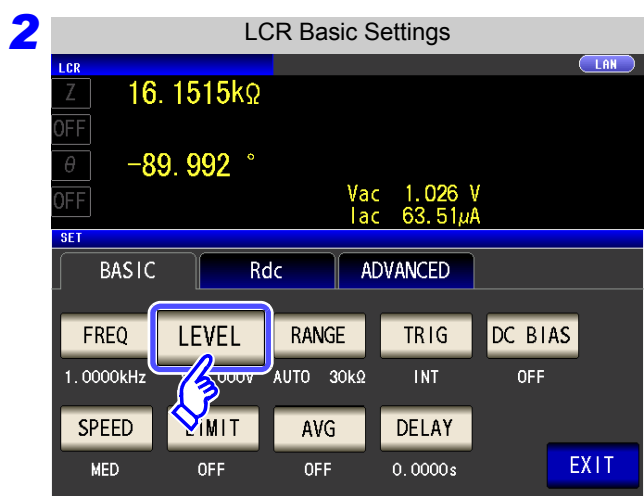 2
LCR Basic Settings
LCR
LAN
Z 16.1515kΩ
OFF
θ -89.992 °
OFF
Vac 1.026 V
Iac 63.51μA
SET
BASIC Rdc ADVANCED
FREQ LEVEL RANGE TRIG DC BIAS
1.0000kHz 000V AUTO 30kΩ INT OFF
SPEED LIMIT AVG DELAY
MED OFF OFF 0.0000s
EXIT